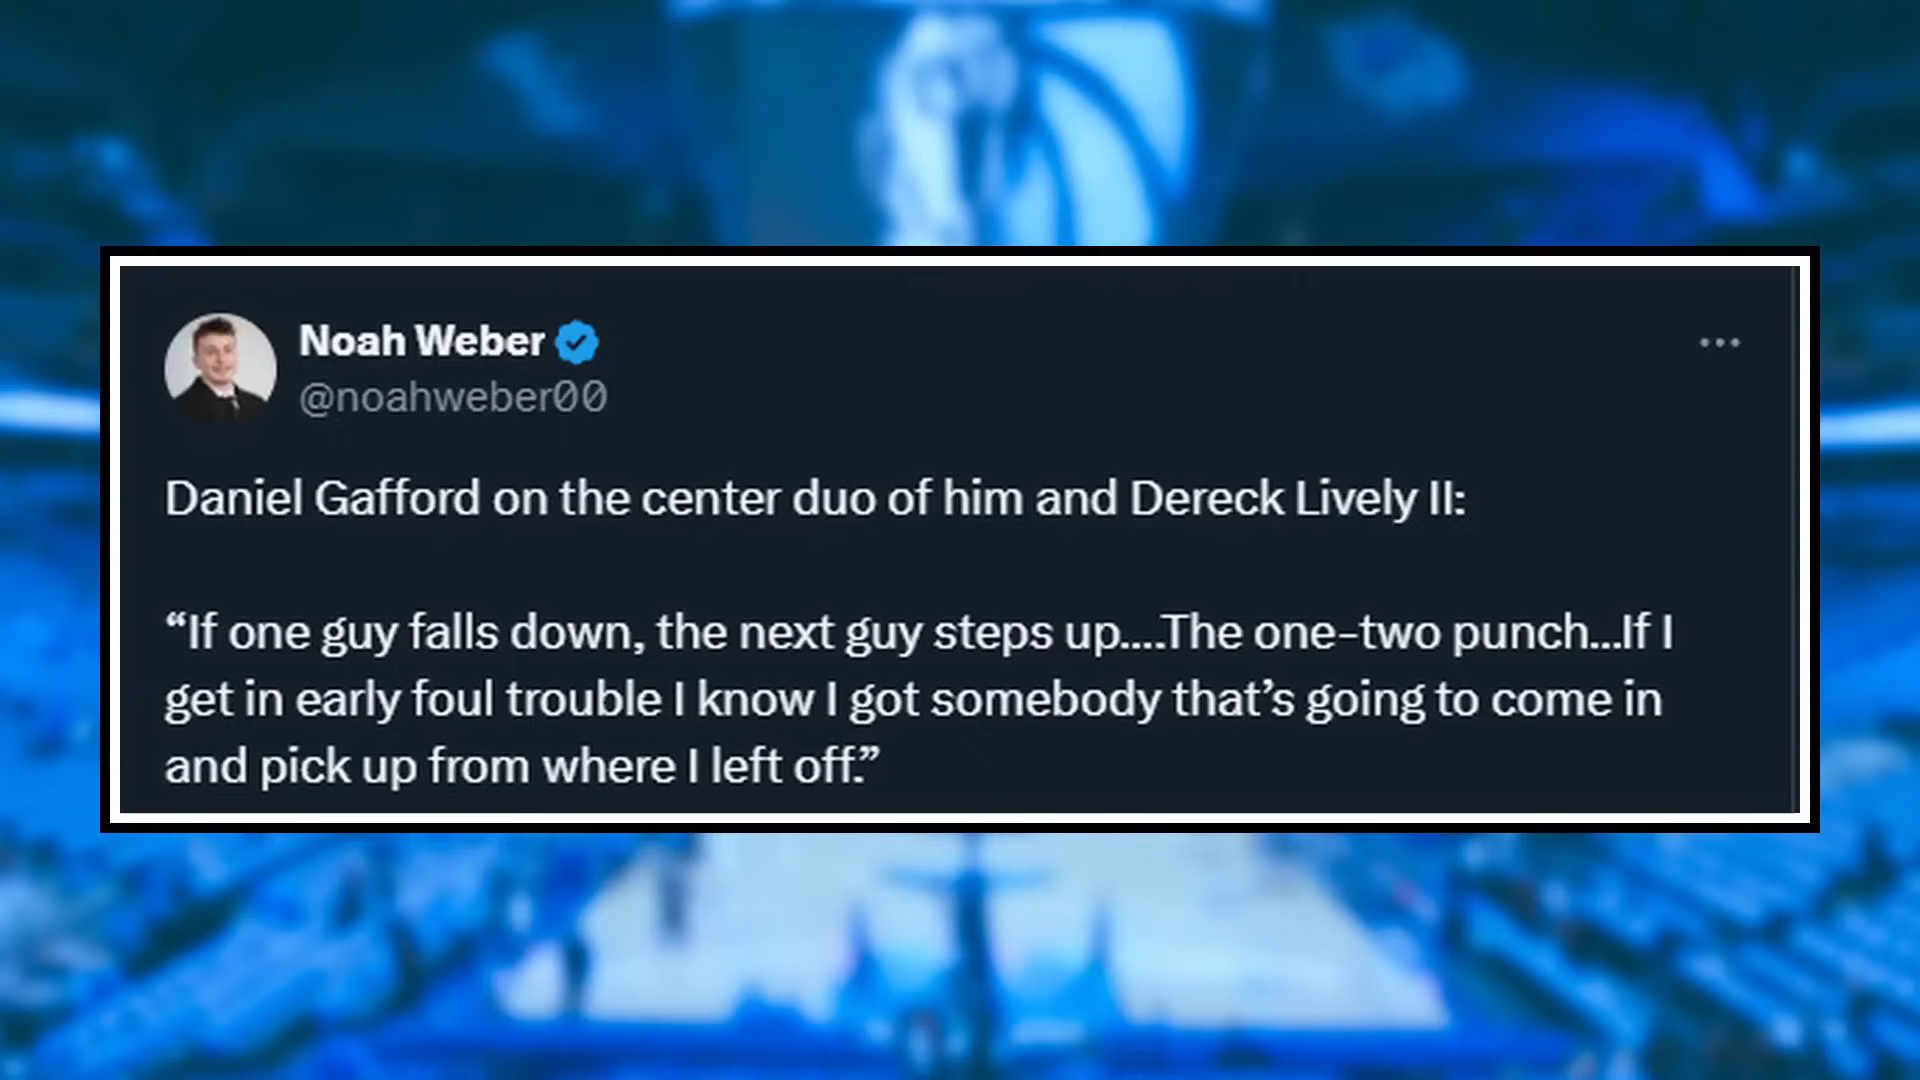 Noah Weber
@noahweber00
Daniel Gafford on the center duo of him and Dereck Lively II:
“If one guy falls down, the next guy steps up....The one-two punch...If I
get in early foul trouble I know I got somebody that’s going to come in
and pick up from where I left off.”